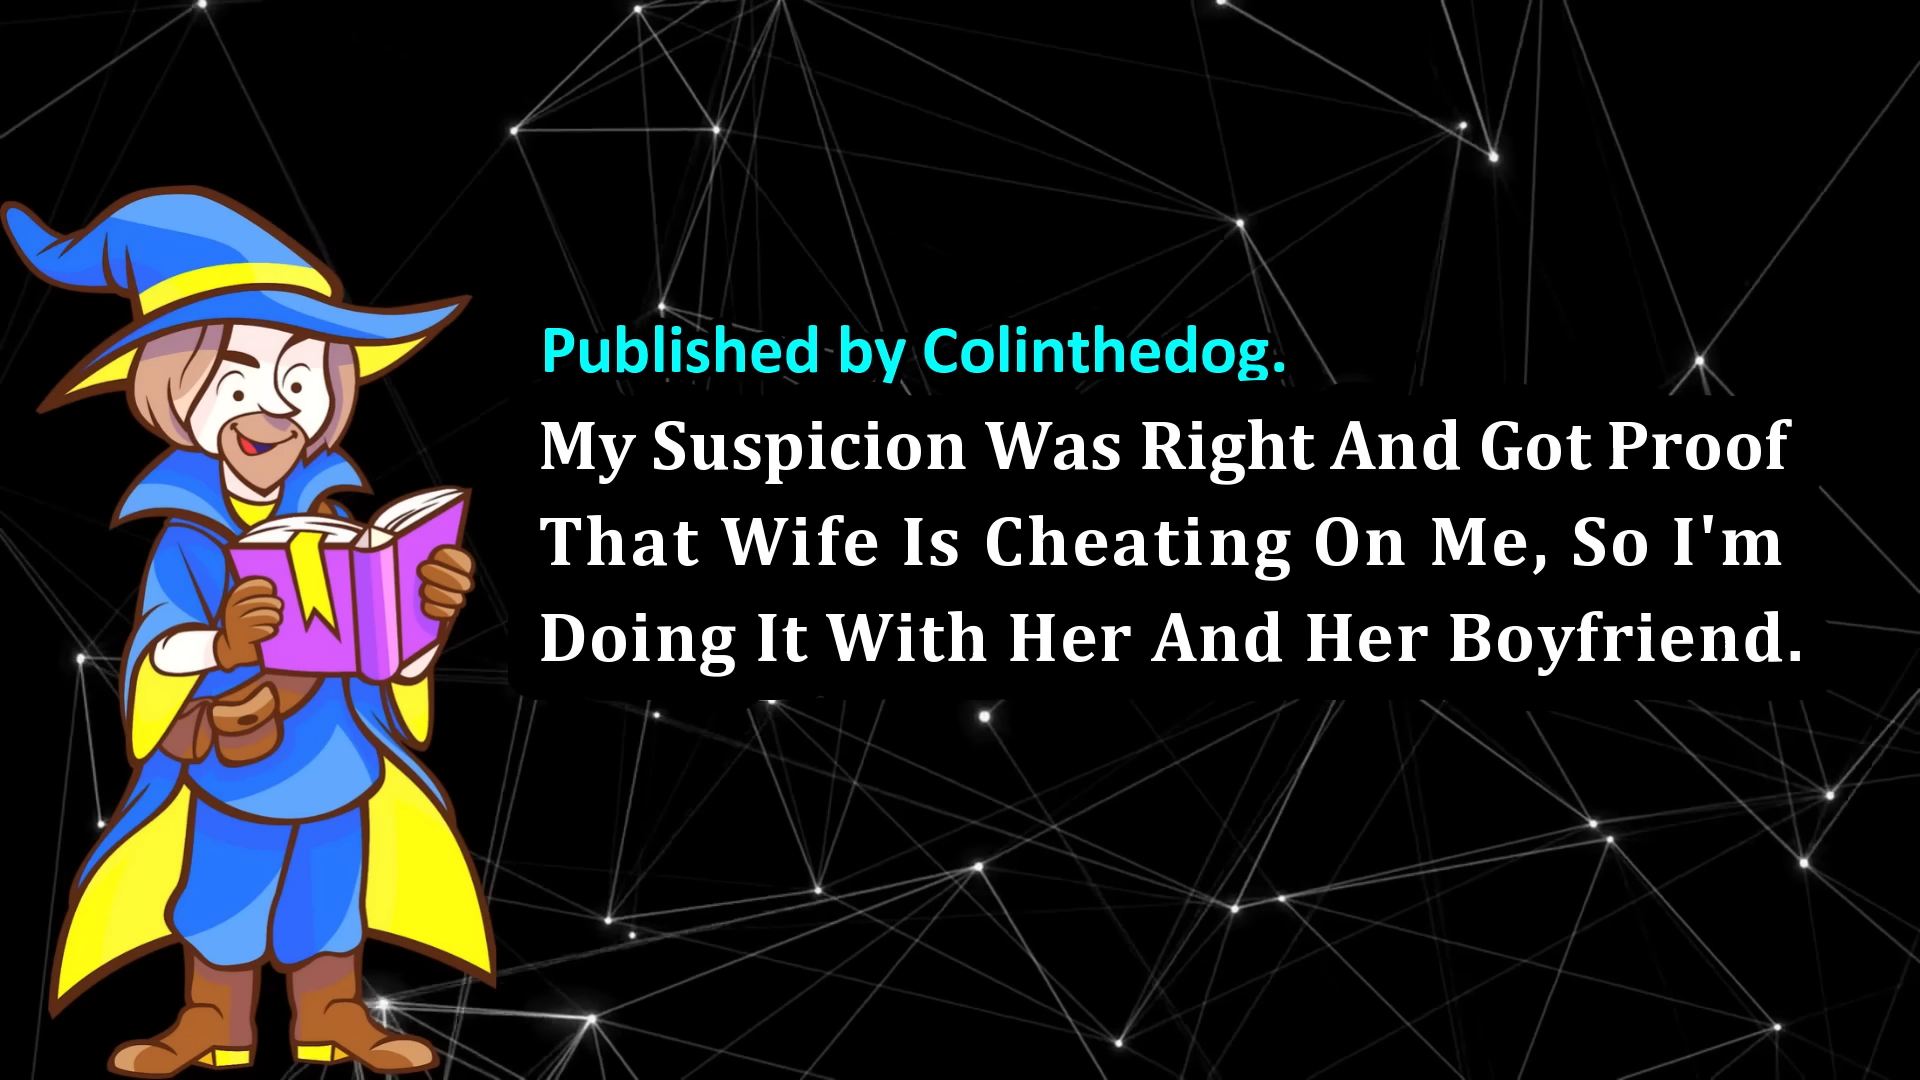 Published by Colinthedog.
My Suspicion Was Right And Got Proof
That Wife Is Cheating On Me, So I'm
Doing It With Her And Her Boyfriend.